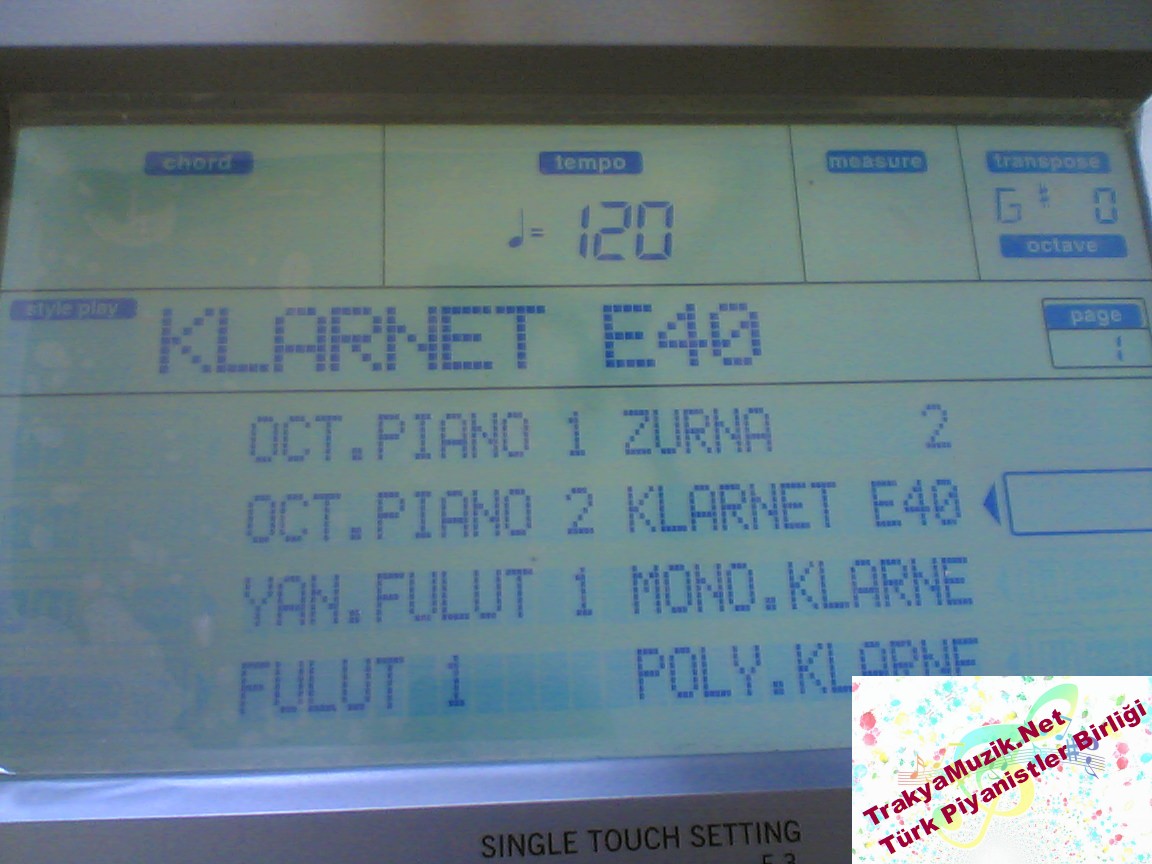 chord
tempo
measure
transpose
♩= 120
G♯ 0
octave
style play
KLARNET E40
page
1
OCT.PIANO 1 ZURNA 2
OCT.PIANO 2 KLARNET E40
YAN.FULUT 1 MONO.KLARNE
FULUT 1 POLY.KLARNE
SINGLE TOUCH SETTING
TrakyaMuzik.Net
Türk Piyanistler Birliği